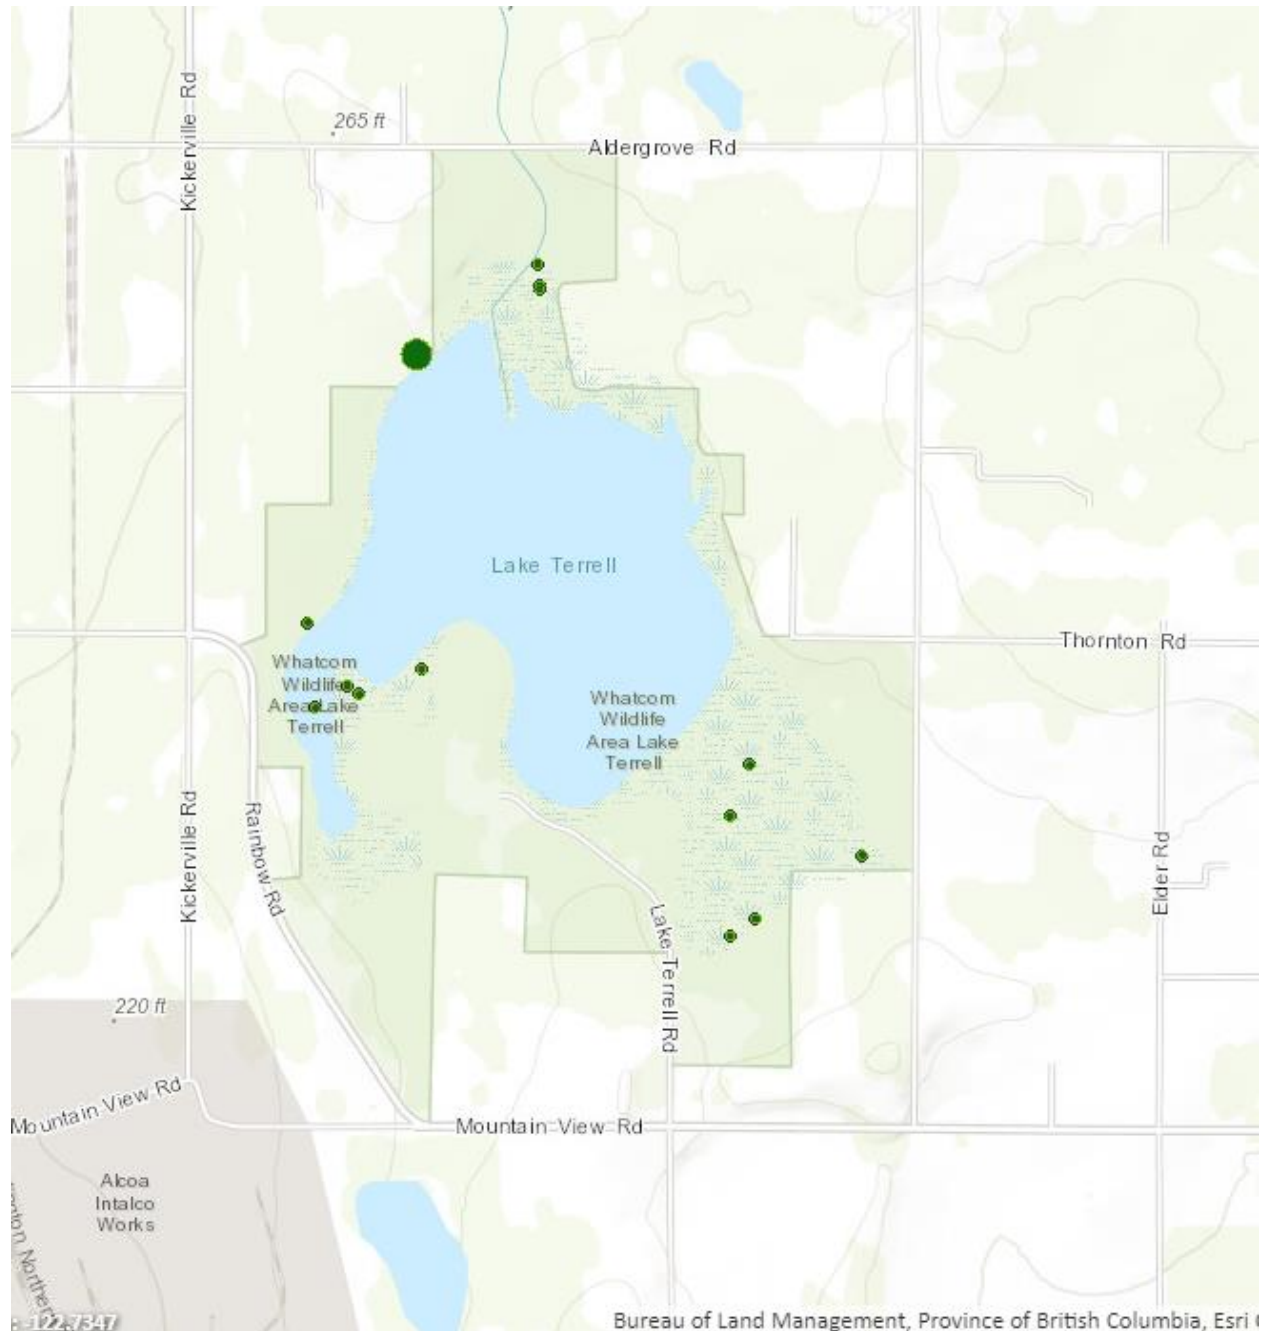 Kickerville Rd
265 ft
Aldergrove Rd
Lake Terrell
Thornton Rd
Whatcom
Wildlife
Area Lake
Terrell
Whatcom
Wildlife
Area Lake
Terrell
Kickerville Rd
Rainbow Rd
Elder Rd
Lake Terrell Rd
220 ft
Mountain View Rd
Mountain View Rd
Alcoa
Intalco
Works
Norther
: -122.7347
Bureau of Land Management, Province of British Columbia, Esri